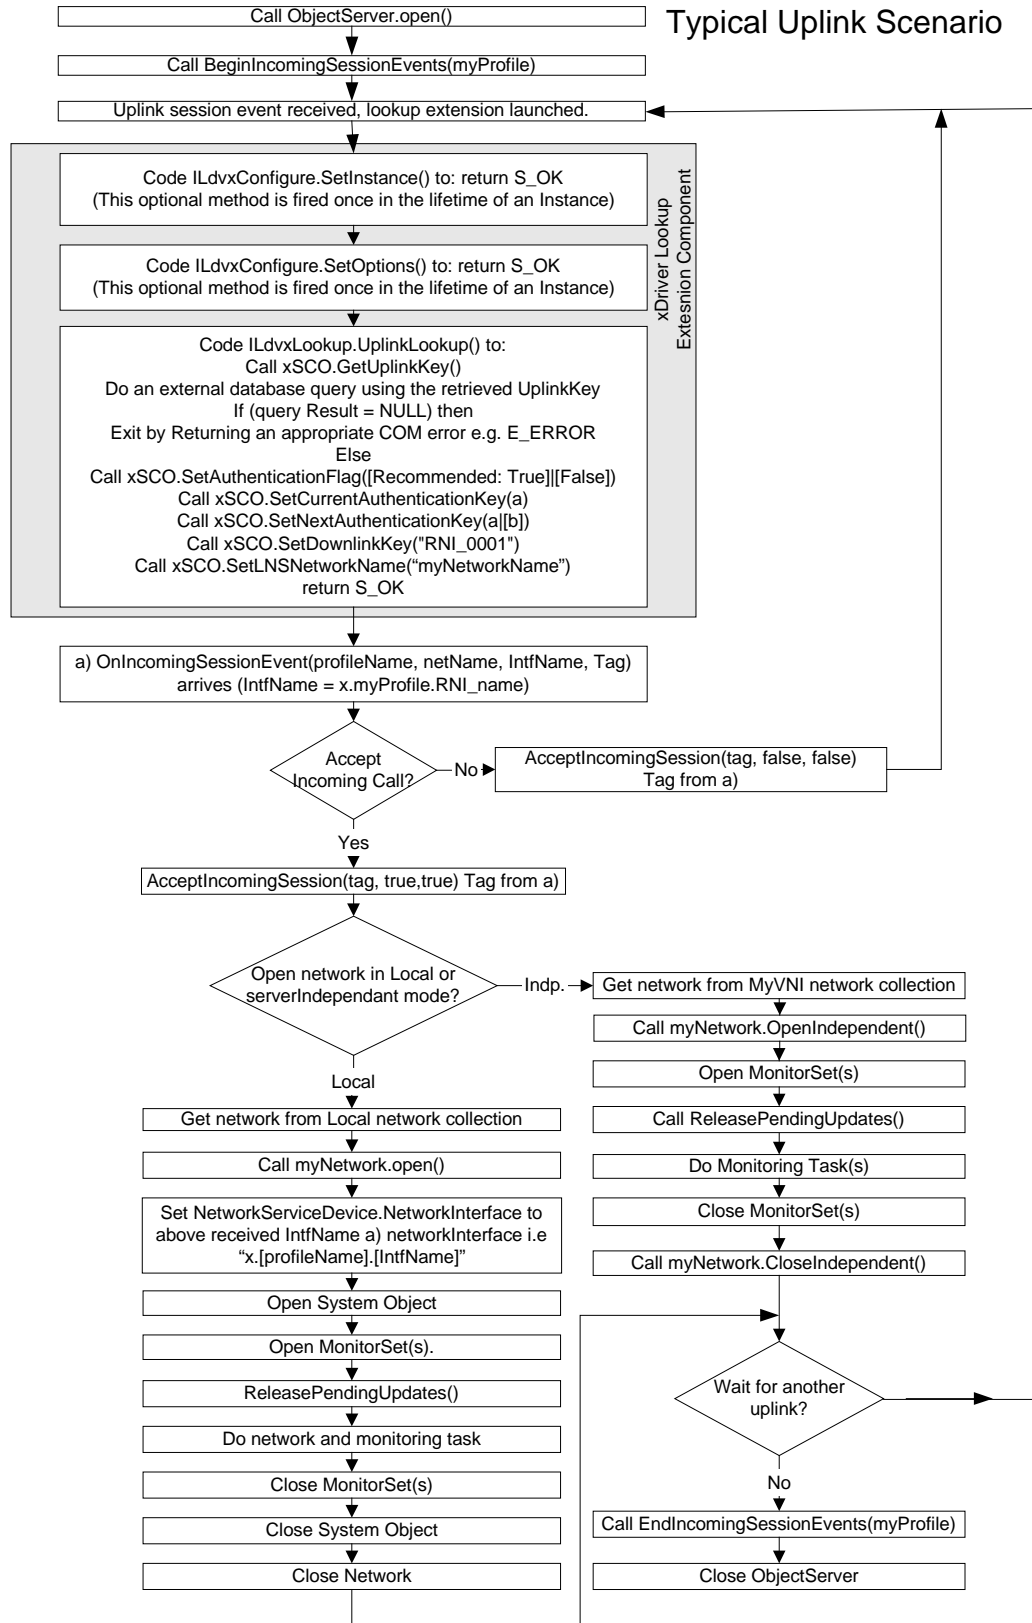 Typical Uplink Scenario
Call ObjectServer.open()
Call BeginIncomingSessionEvents(myProfile)
Uplink session event received, lookup extension launched.
xDriver Lookup
Extesnion Component
Code ILdvxConfigure.SetInstance() to: return S_OK
(This optional method is fired once in the lifetime of an Instance)
Code ILdvxConfigure.SetOptions() to: return S_OK
(This optional method is fired once in the lifetime of an Instance)
Code ILdvxLookup.UplinkLookup() to:
Call xSCO.GetUplinkKey()
Do an external database query using the retrieved UplinkKey
If (query Result = NULL) then
Exit by Returning an appropriate COM error e.g. E_ERROR
Else
Call xSCO.SetAuthenticationFlag([Recommended: True]|[False])
Call xSCO.SetCurrentAuthenticationKey(a)
Call xSCO.SetNextAuthenticationKey(a|[b])
Call xSCO.SetDownlinkKey("RNI_0001")
Call xSCO.SetLNSNetworkName(“myNetworkName”)
return S_OK
a) OnIncomingSessionEvent(profileName, netName, IntfName, Tag)
arrives (IntfName = x.myProfile.RNI_name)
Accept
Incoming Call?
No
AcceptIncomingSession(tag, false, false)
Tag from a)
Yes
AcceptIncomingSession(tag, true,true) Tag from a)
Open network in Local or
serverIndependant mode?
Indp.
Local
Get network from Local network collection
Call myNetwork.open()
Set NetworkServiceDevice.NetworkInterface to
above received IntfName a) networkInterface i.e
“x.[profileName].[IntfName]”
Open System Object
Open MonitorSet(s).
ReleasePendingUpdates()
Do network and monitoring task
Close MonitorSet(s)
Close System Object
Close Network
Get network from MyVNI network collection
Call myNetwork.OpenIndependent()
Open MonitorSet(s)
Call ReleasePendingUpdates()
Do Monitoring Task(s)
Close MonitorSet(s)
Call myNetwork.CloseIndependent()
Wait for another
uplink?
No
Call EndIncomingSessionEvents(myProfile)
Close ObjectServer